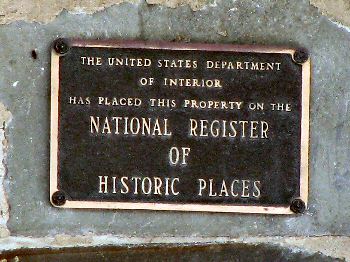 THE UNITED STATES DEPARTMENT
OF INTERIOR
HAS PLACED THIS PROPERTY ON THE
NATIONAL REGISTER
OF
HISTORIC PLACES